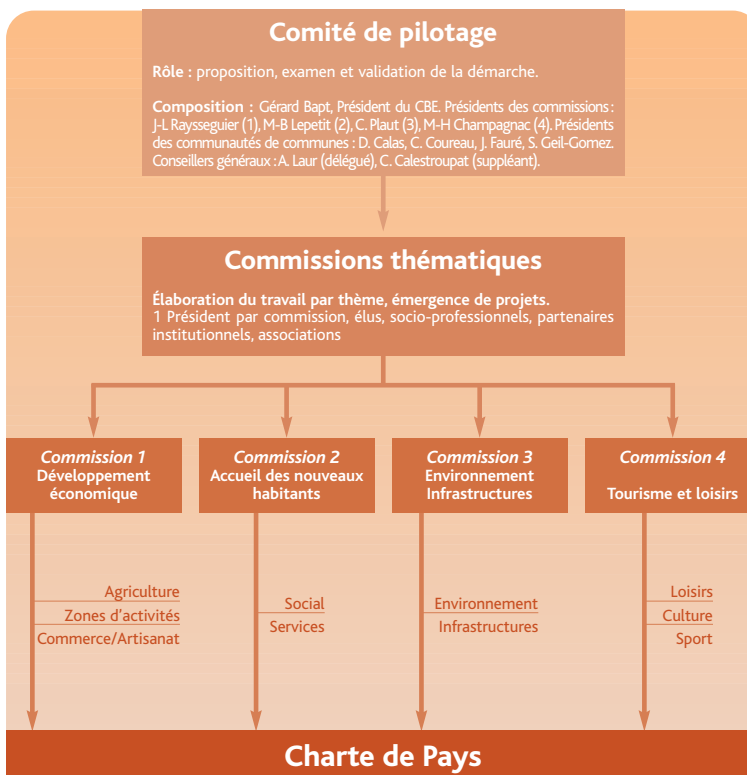 Comité de pilotage
Rôle : proposition, examen et validation de la démarche.
Composition : Gérard Bapt, Président du CBE. Présidents des commissions :
J-L Raysseguier (1), M-B Lepetit (2), C. Plaut (3), M-H Champagnac (4). Présidents
des communautés de communes : D. Calas, C. Coureau, J. Fauré, S. Geil-Gomez.
Conseillers généraux : A. Laur (délégué), C. Calestroupat (suppléant).
Commissions thématiques
Élaboration du travail par thème, émergence de projets.
1 Président par commission, élus, socio-professionnels, partenaires
institutionnels, associations
Commission 1
Développement
économique
Commission 2
Accueil des nouveaux
habitants
Commission 3
Environnement
Infrastructures
Commission 4
Tourisme et loisirs
Agriculture
Zones d'activités
Commerce/Artisanat
Social
Services
Environnement
Infrastructures
Loisirs
Culture
Sport
Charte de Pays